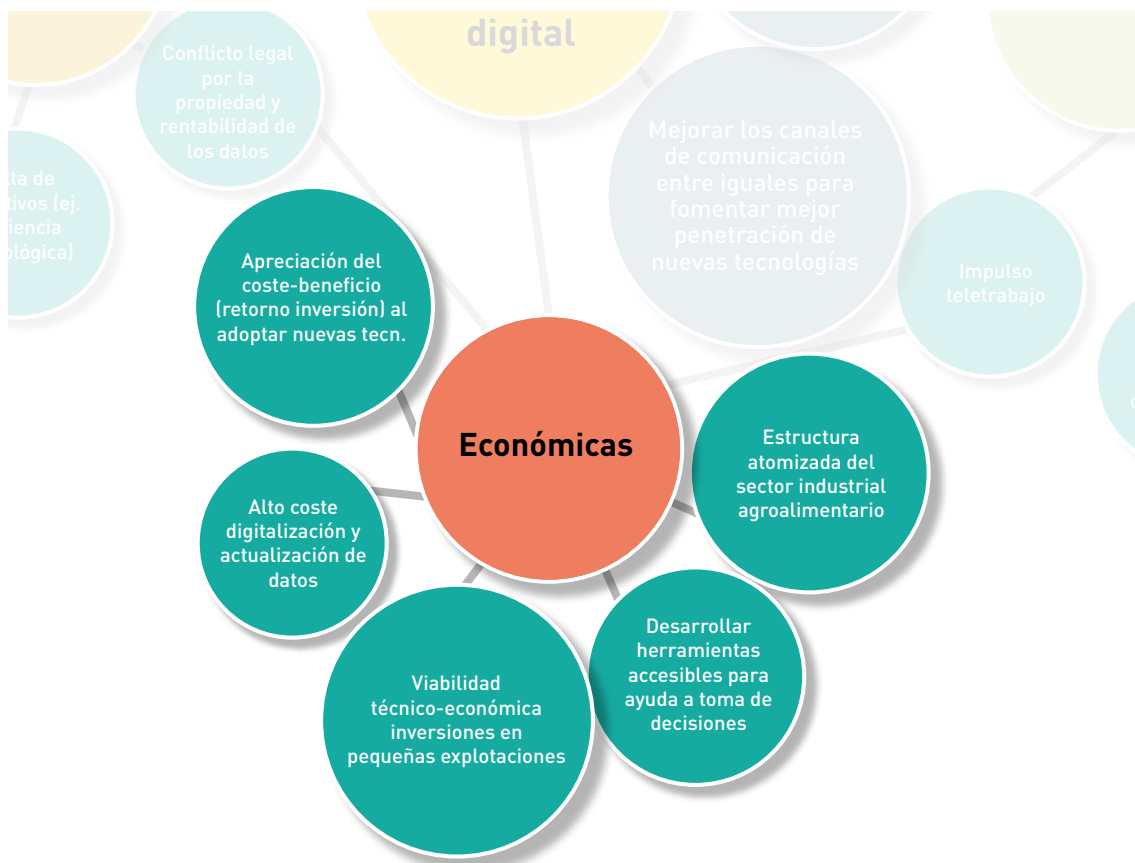 digital
Conflicto legal
por la
propiedad y
rentabilidad de
los datos
Mejorar los canales
de comunicación
entre iguales para
fomentar mejor
penetración de
nuevas tecnologías
Impulso
teletrabajo
Apreciación del
coste-beneficio
(retorno inversión) al
adoptar nuevas tecn.
Económicas
Estructura
atomizada del
sector industrial
agroalimentario
Alto coste
digitalización y
actualización de
datos
Desarrollar
herramientas
accesibles para
ayuda a toma de
decisiones
Viabilidad
técnico-económica
inversiones en
pequeñas explotaciones